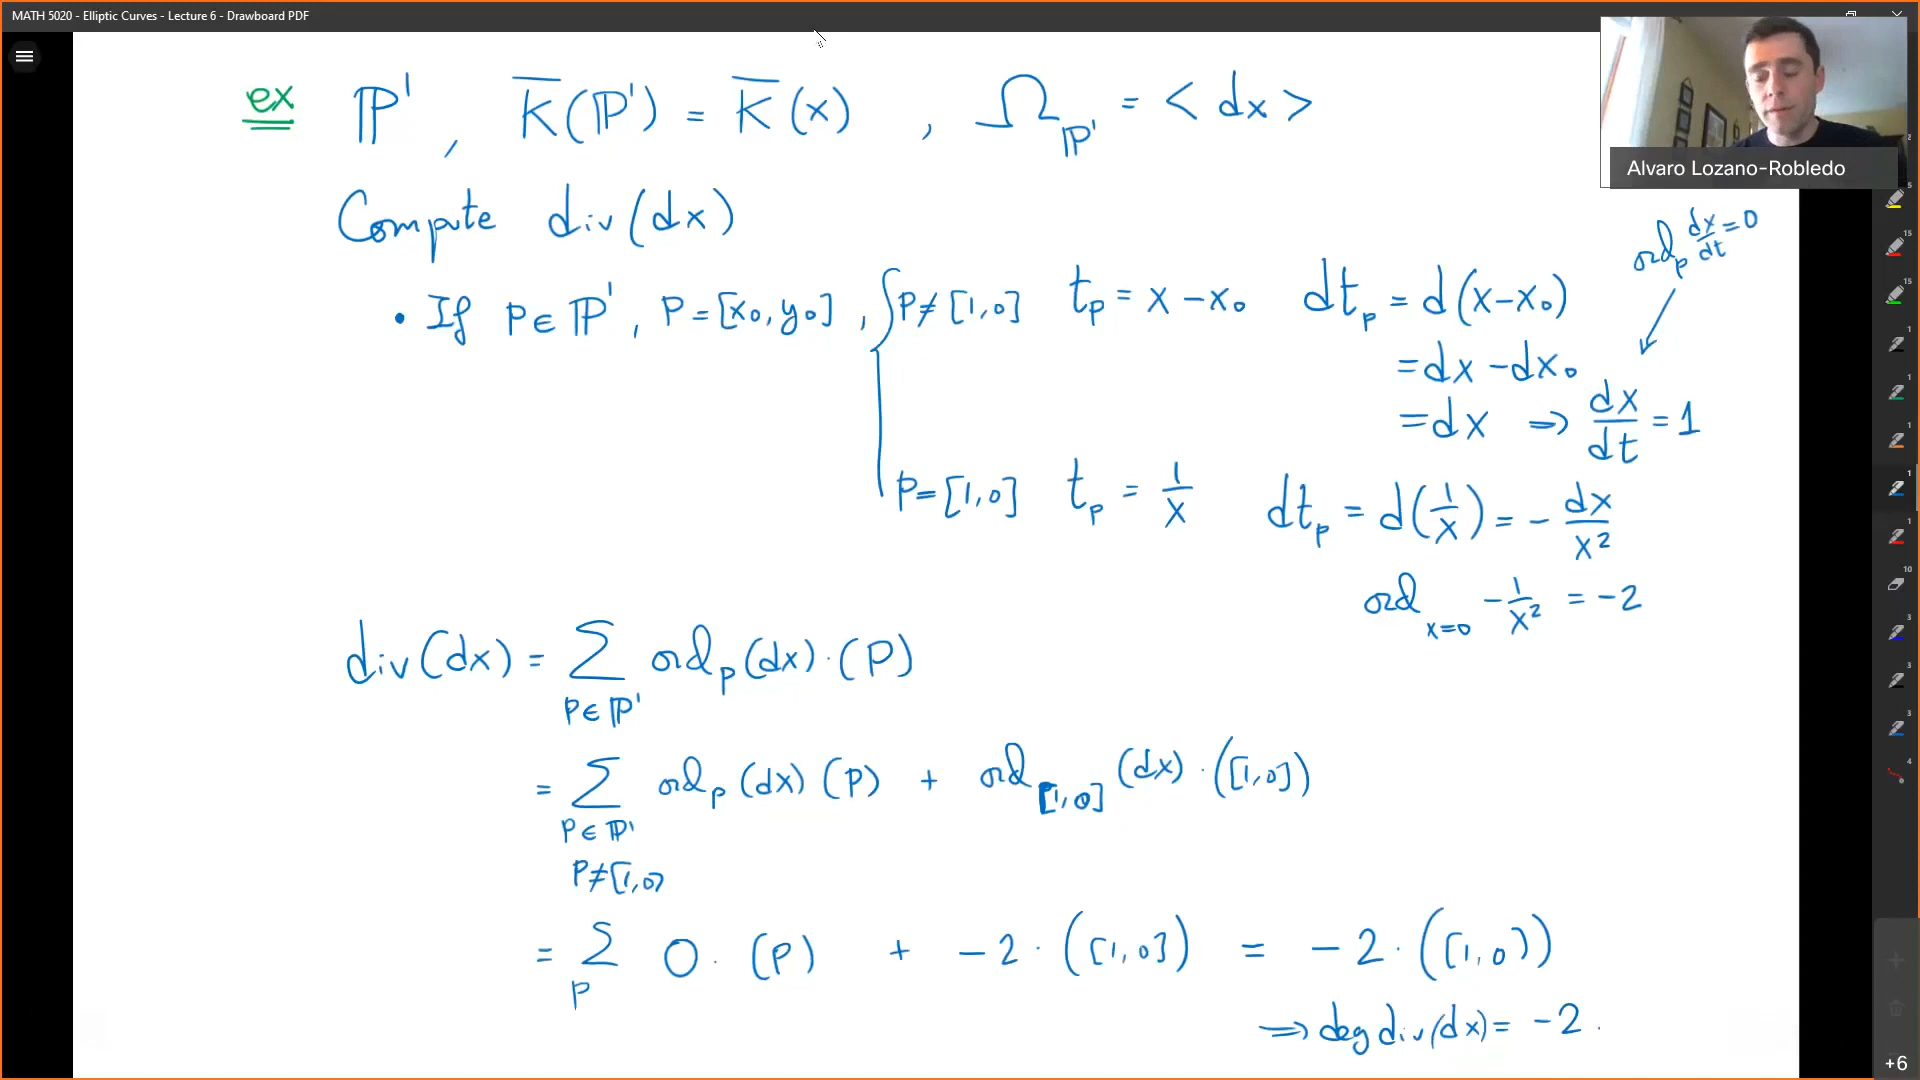 MATH 5020 - Elliptic Curves - Lecture 6 - Drawboard PDF
Alvaro Lozano-Robledo
ex ℙ¹, K̅(ℙ¹) = K̅(x), Ω_ℙ¹ = <dx>
Compute div(dx)
ord_p dx/dt = 0
• If P∈ℙ¹, P=[x₀,y₀], { P≠[1,0] t_p = x-x₀ dt_p = d(x-x₀)
= dx - dx₀
= dx ⇒ dx/dt = 1
P=[1,0] t_p = 1/x dt_p = d(1/x) = - dx/x²
ord_{x=0} -1/x² = -2
div(dx) = Σ_{P∈ℙ¹} ord_p(dx)·(P)
= Σ_{P∈ℙ¹ P≠[1,0)} ord_p(dx)(P) + ord_{[1,0]}(dx)·([1,0])
= Σ_P 0·(P) + -2·([1,0]) = -2·([1,0))
⇒ deg div(dx) = -2.
+6